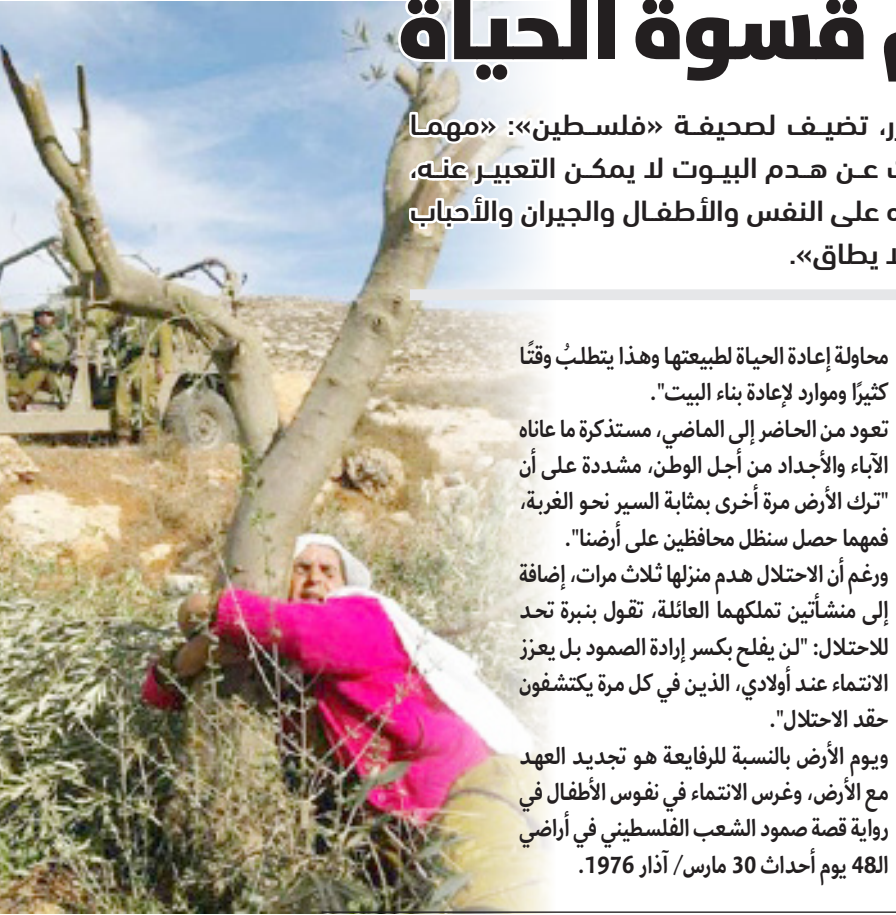 قسوة الحياة
تضيف لصحيفة «فلسطين»: «مهما
عن هدم البيوت لا يمكن التعبير عنه،
على النفس والأطفال والجيران والأحباب
لا يطاق».
محاولة إعادة الحياة لطبيعتها وهذا يتطلبُ وقتًا
كثيرًا وموارد لإعادة بناء البيت".
تعود من الحاضر إلى الماضي، مستذكرة ما عاناه
الآباء والأجداد من أجل الوطن، مشددة على أن
"ترك الأرض مرة أخرى بمثابة السير نحو الغربة،
فمهما حصل سنظل محافظين على أرضنا".
ورغم أن الاحتلال هدم منزلها ثلاث مرات، إضافة
إلى منشأتين تملكهما العائلة، تقول بنبرة تحد
للاحتلال: "لن يفلح بكسر إرادة الصمود بل يعزز
الانتماء عند أولادي، الذين في كل مرة يكتشفون
حقد الاحتلال".
ويوم الأرض بالنسبة للرفايعة هو تجديد العهد
مع الأرض، وغرس الانتماء في نفوس الأطفال في
رواية قصة صمود الشعب الفلسطيني في أراضي
الـ48 يوم أحداث 30 مارس/ آذار 1976.